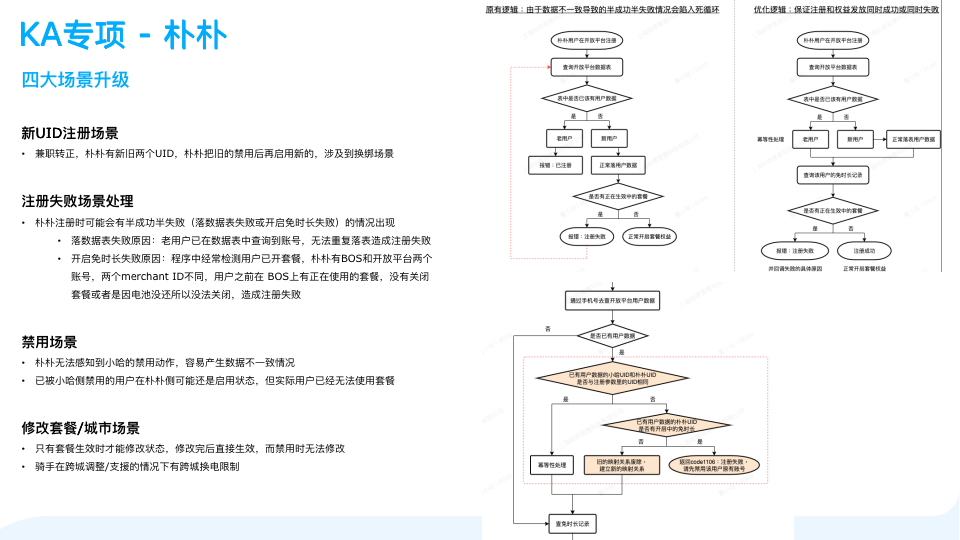 KA专项 - 朴朴
四大场景升级
新UID注册场景
• 兼职转正，朴朴有新旧两个UID，朴朴把旧的禁用后再启用新的，涉及到换绑场景
注册失败场景处理
• 朴朴注册时可能会有半成功半失败（落数据表失败或开启免时长失败）的情况出现
• 落数据表失败原因：老用户已在数据表中查询到账号，无法重复落表造成注册失败
• 开启免时长失败原因：程序中经常检测用户已开套餐，朴朴有BOS和开放平台两个
账号，两个merchant ID不同，用户之前在 BOS上有正在使用的套餐，没有关闭
套餐或者是因电池没还所以没法关闭，造成注册失败
禁用场景
• 朴朴无法感知到小哈的禁用动作，容易产生数据不一致情况
• 已被小哈侧禁用的用户在朴朴侧可能还是启用状态，但实际用户已经无法使用套餐
修改套餐/城市场景
• 只有套餐生效时才能修改状态，修改完后直接生效，而禁用时无法修改
• 骑手在跨城调整/支援的情况下有跨城换电限制
原有逻辑：由于数据不一致导致的半成功半失败情况会陷入死循环
朴朴用户在开放平台注册
查询开放平台数据表
表中是否已该有用户数据
是
否
老用户
新用户
报错：已注册
正常落用户数据
是否有正在生效中的套餐
是
否
报错：注册失败
正常开启套餐权益
优化逻辑：保证注册和权益发放同时成功或同时失败
朴朴用户在开放平台注册
查询开放平台数据表
表中是否已该有用户数据
是
否
幂等性处理
老用户
新用户
正常落表用户数据
查询该用户的免时长记录
是否有正在生效中的套餐
是
否
报错：注册失败
注册成功
并回调失败的具体原因
正常开启套餐权益
通过手机号去查开放平台用户数据
是否已有用户数据
否
是
已有用户数据的小哈UID和朴朴UID
是否与注册参数里的UID相同
是
否
已有用户数据的朴朴UID
是否有开启中的免时长
否
是
幂等性处理
旧的映射关系废除，
建立新的映射关系
返回code1106：注册失败，
请先禁用该用户原有账号
查免时长记录